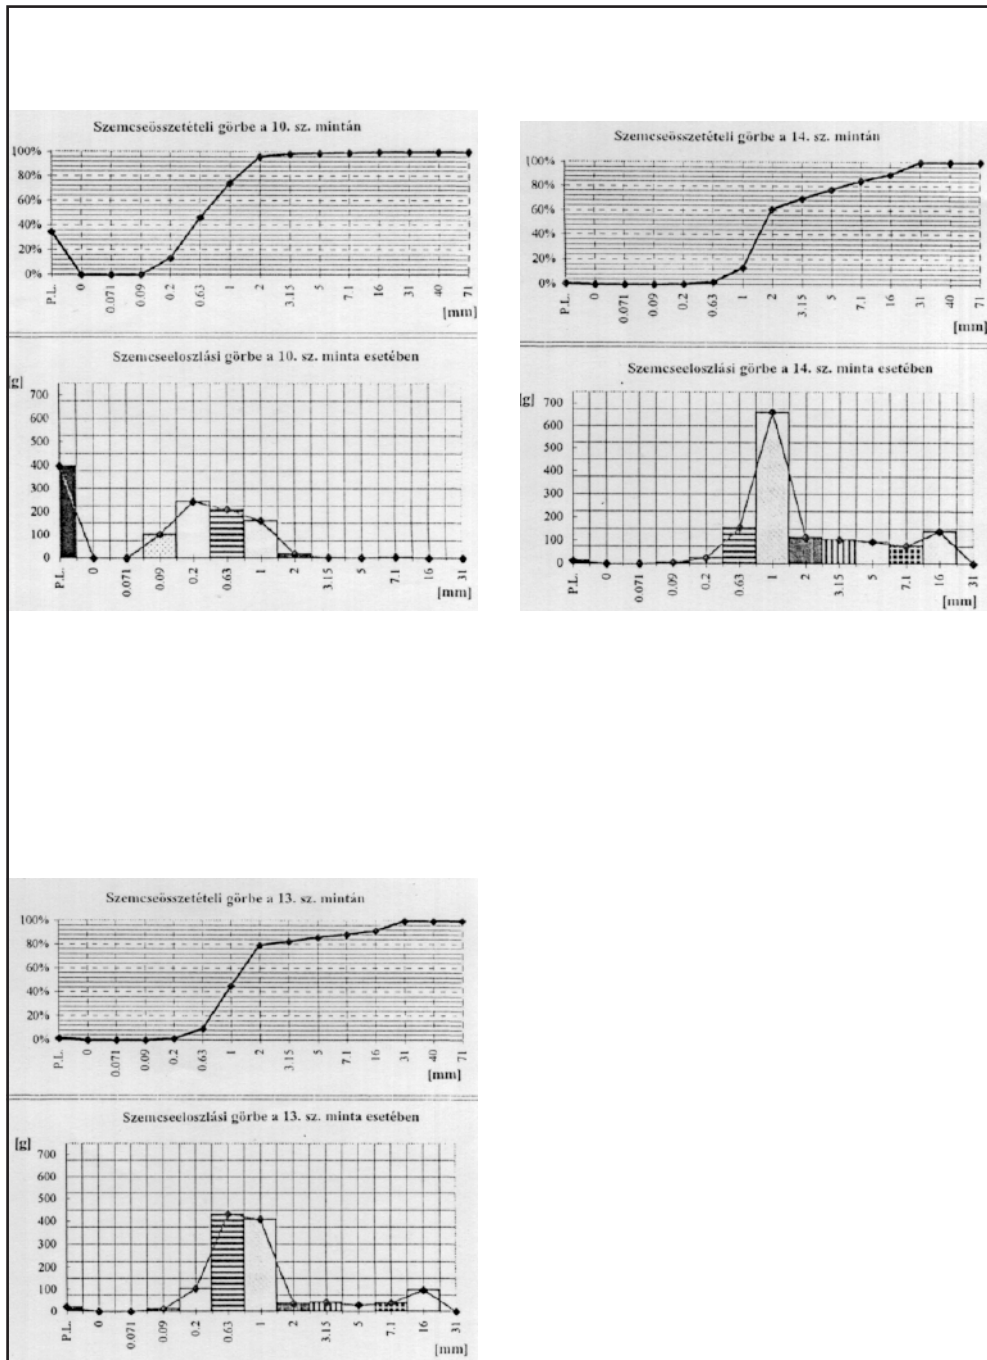 Szemcseösszetételi görbe a 10. sz. mintán
100%
80%
60%
40%
20%
0%
P.L. 0 0.071 0.09 0.2 0.63 1 2 3.15 5 7.1 16 31 40 71
[mm]
Szemcseeloszlási görbe a 10. sz. minta esetében
[g]
700
600
500
400
300
200
100
0
P.L. 0 0.071 0.09 0.2 0.63 1 2 3.15 5 7.1 16 31
[mm]
Szemcseösszetételi görbe a 14. sz. mintán
100%
80%
60%
40%
20%
0%
P.L. 0 0.071 0.09 0.2 0.63 1 2 3.15 5 7.1 16 31 40 71
[mm]
Szemcseeloszlási görbe a 14. sz. minta esetében
[g]
700
600
500
400
300
200
100
0
P.L. 0 0.071 0.09 0.2 0.63 1 2 3.15 5 7.1 16 31
[mm]
Szemcseösszetételi görbe a 13. sz. mintán
100%
80%
60%
40%
20%
0%
P.L. 0 0.071 0.09 0.2 0.63 1 2 3.15 5 7.1 16 31 40 71
[mm]
Szemcseeloszlási görbe a 13. sz. minta esetében
[g]
700
600
500
400
300
200
100
0
P.L. 0 0.071 0.09 0.2 0.63 1 2 3.15 5 7.1 16 31
[mm]